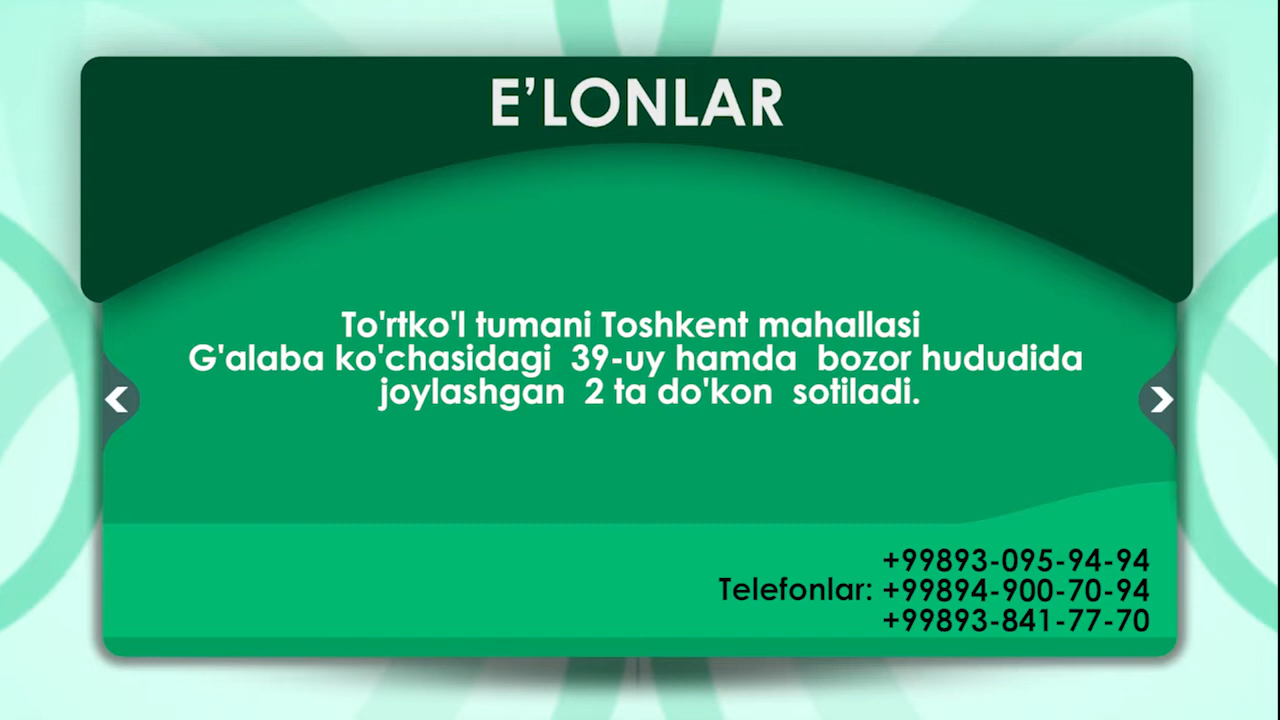 E’LONLAR
To'rtko'l tumani Toshkent mahallasi
G'alaba ko'chasidagi 39-uy hamda bozor hududida
joylashgan 2 ta do'kon sotiladi.
+99893-095-94-94
Telefonlar: +99894-900-70-94
+99893-841-77-70